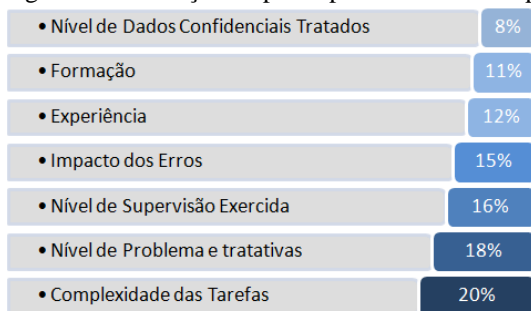 • Nível de Dados Confidenciais Tratados 8%
• Formação 11%
• Experiência 12%
• Impacto dos Erros 15%
• Nível de Supervisão Exercida 16%
• Nível de Problema e tratativas 18%
• Complexidade das Tarefas 20%